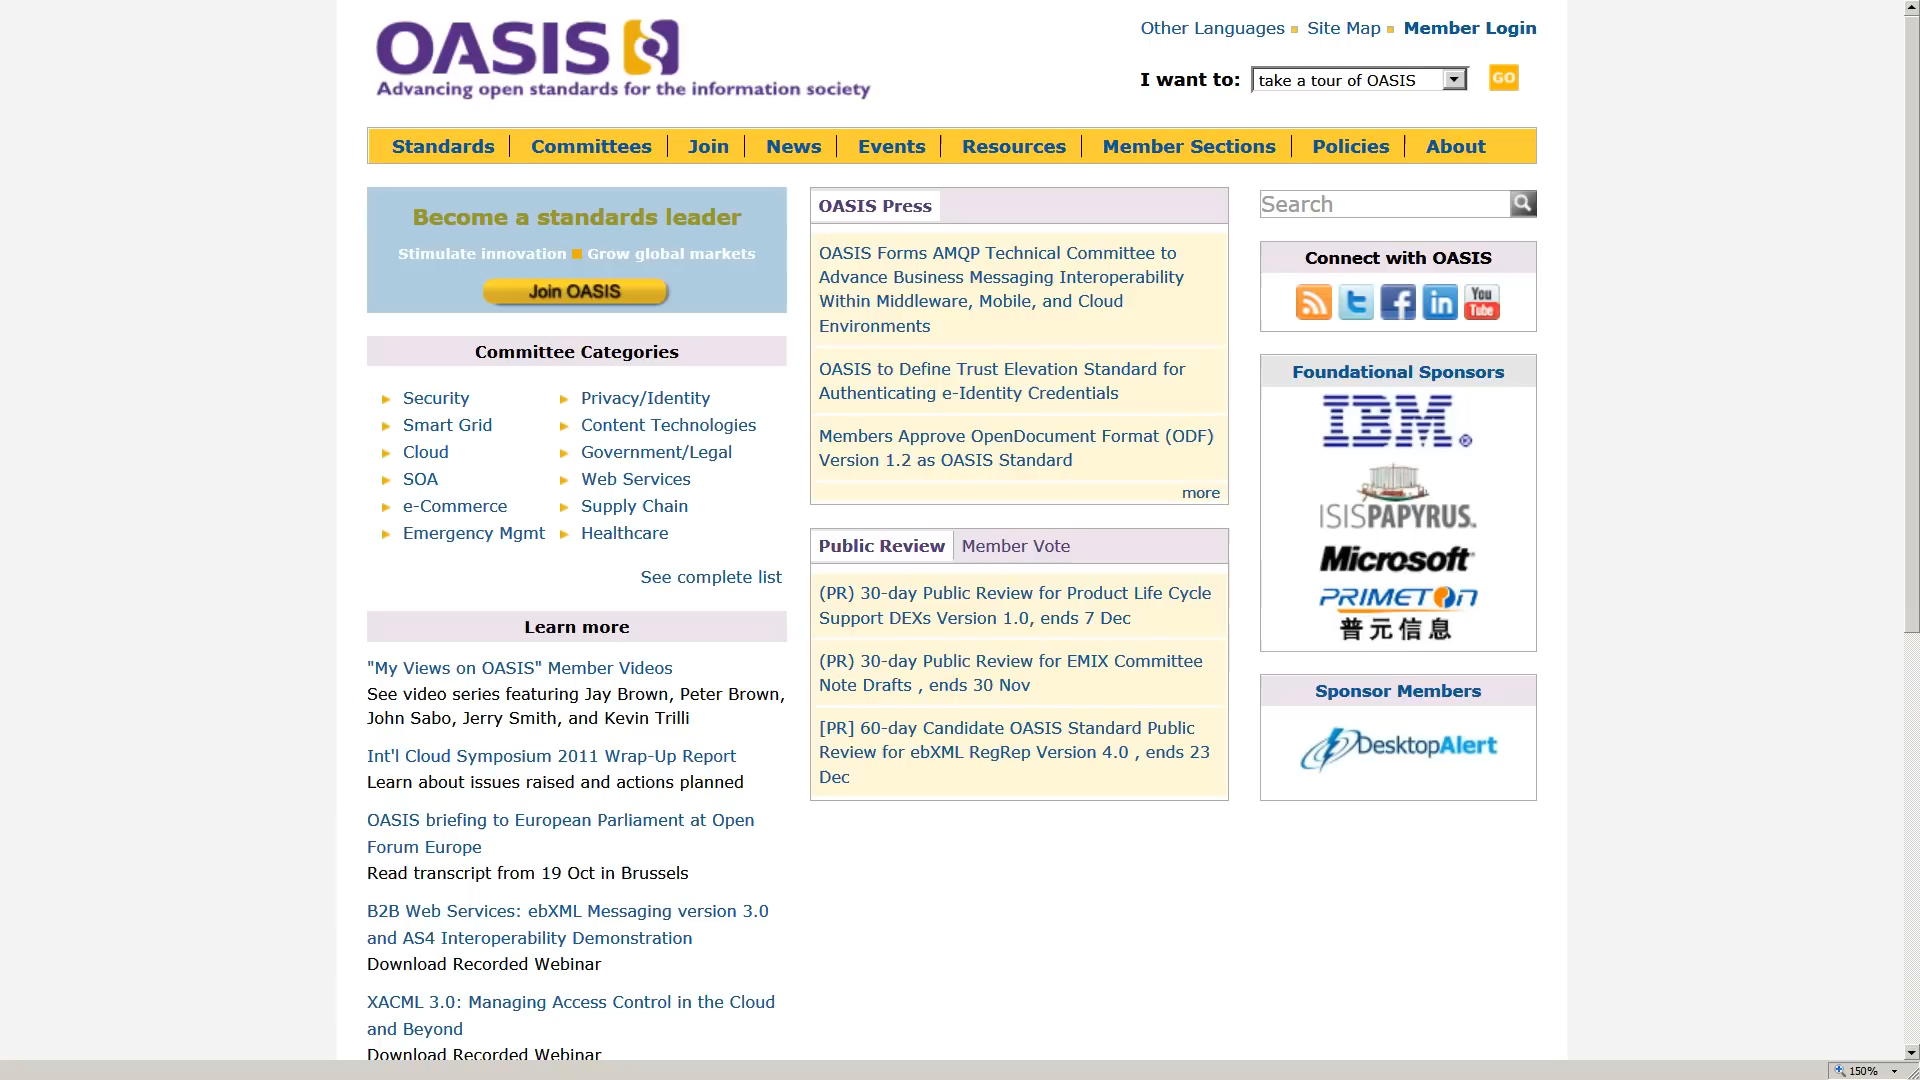 OASIS
Advancing open standards for the information society
Other Languages Site Map Member Login
I want to: take a tour of OASIS GO
Standards Committees Join News Events Resources Member Sections Policies About
Become a standards leader
Stimulate innovation Grow global markets
Join OASIS
Committee Categories
Security
Smart Grid
Cloud
SOA
e-Commerce
Emergency Mgmt
Privacy/Identity
Content Technologies
Government/Legal
Web Services
Supply Chain
Healthcare
See complete list
Learn more
"My Views on OASIS" Member Videos
See video series featuring Jay Brown, Peter Brown,
John Sabo, Jerry Smith, and Kevin Trilli
Int'l Cloud Symposium 2011 Wrap-Up Report
Learn about issues raised and actions planned
OASIS briefing to European Parliament at Open
Forum Europe
Read transcript from 19 Oct in Brussels
B2B Web Services: ebXML Messaging version 3.0
and AS4 Interoperability Demonstration
Download Recorded Webinar
XACML 3.0: Managing Access Control in the Cloud
and Beyond
Download Recorded Webinar
OASIS Press
OASIS Forms AMQP Technical Committee to
Advance Business Messaging Interoperability
Within Middleware, Mobile, and Cloud
Environments
OASIS to Define Trust Elevation Standard for
Authenticating e-Identity Credentials
Members Approve OpenDocument Format (ODF)
Version 1.2 as OASIS Standard
more
Public Review Member Vote
(PR) 30-day Public Review for Product Life Cycle
Support DEXs Version 1.0, ends 7 Dec
(PR) 30-day Public Review for EMIX Committee
Note Drafts , ends 30 Nov
[PR] 60-day Candidate OASIS Standard Public
Review for ebXML RegRep Version 4.0 , ends 23
Dec
Search
Connect with OASIS
You
Tube
Foundational Sponsors
IBM®
ISISPAPYRUS
Microsoft
PRIMETON
普元信息
Sponsor Members
DesktopAlert
150%